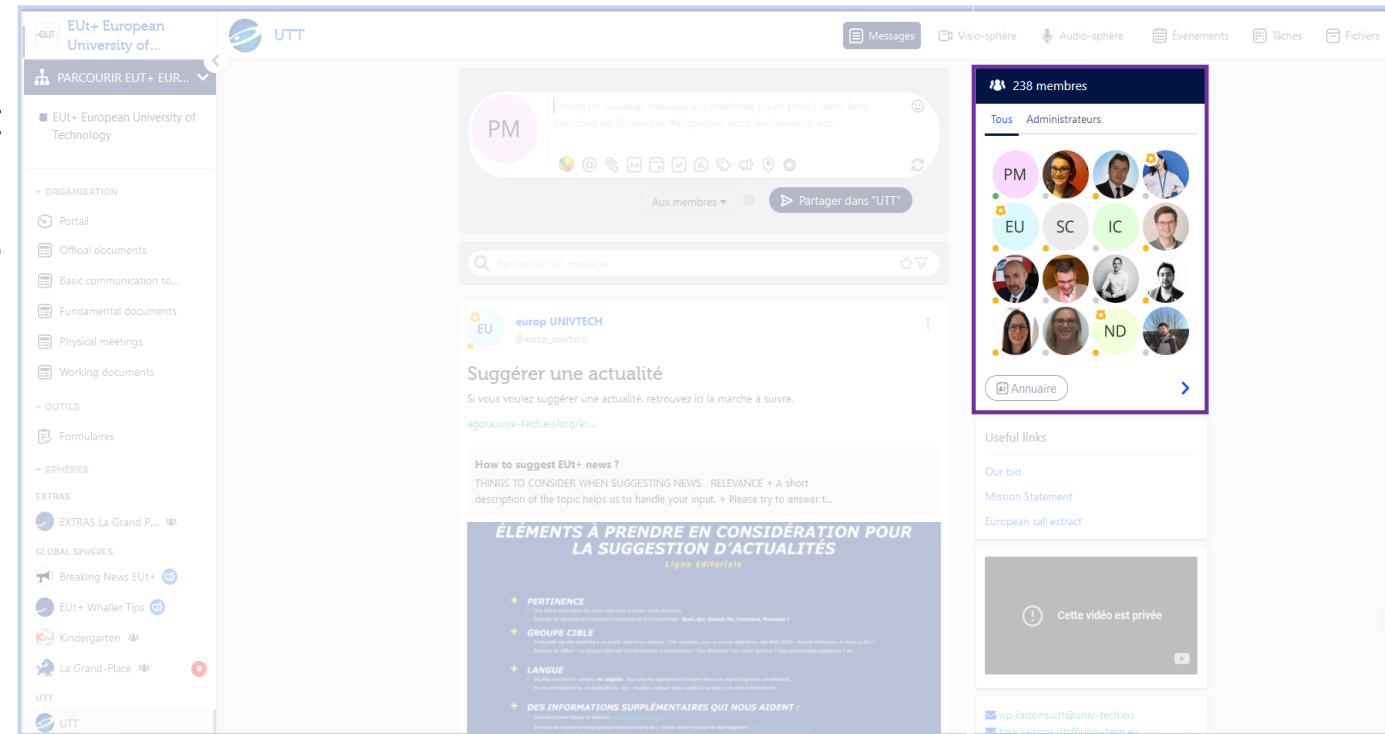 EUt+ European
University of...
UTT
Messages
Visio-sphère
Audio-sphère
Événements
Tâches
Fichiers
PARCOURIR EUT+ EUR...
EUt+ European University of
Technology
ORGANISATION
Portail
Official documents
Basic communication to...
Fundamental documents
Physical meetings
Working documents
OUTILS
Formulaires
SPHÈRES
EXTRAS
EXTRAS La Grand P...
GLOBAL SPHERES
Breaking News EUt+
EUt+ Whaller Tips
Kindergarten
La Grand-Place
9
UTT
UTT
PM
Écrivez un nouveau message aux membres ou en privé : texte, liens,
mentions de @membre, #étiquettes, docs, événements, etc.
Aux membres
Partager dans "UTT"
Rechercher un message
EU
europ UNIVTECH
@europ_univtech
Suggérer une actualité
Si vous voulez suggérer une actualité, retrouvez ici la marche à suivre.
agora.univ-tech.eu/org/ar...
How to suggest EUt+ news ?
THINGS TO CONSIDER WHEN SUGGESTING NEWS RELEVANCE + A short
description of the topic helps us to handle your input. + Please try to answer t...
ÉLÉMENTS À PRENDRE EN CONSIDÉRATION POUR
LA SUGGESTION D'ACTUALITÉS
Ligne éditoriale
PERTINENCE
GROUPE CIBLE
LANGUE
DES INFORMATIONS SUPPLÉMENTAIRES QUI NOUS AIDENT :
238 membres
Tous
Administrateurs
PM
EU
SC
IC
ND
Annuaire
Useful links
Our bid
Mission Statement
European call extract
Cette vidéo est privée
wp.liaisons.utt@univ-tech.eu
task.liaisons.utt@univ-tech.eu